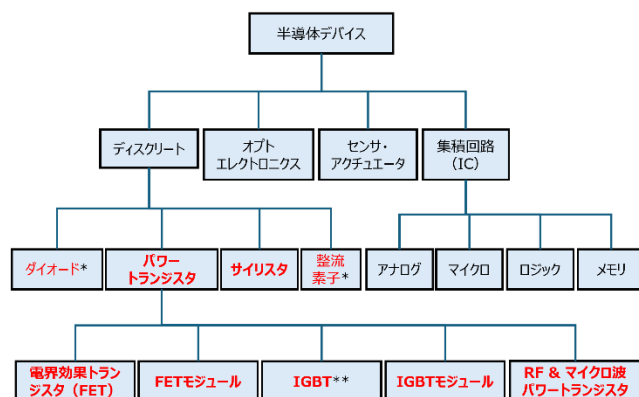 半導体デバイス
ディスクリート
オプト
エレクトロニクス
センサ・
アクチュエータ
集積回路
（IC）
ダイオード*
パワー
トランジスタ
サイリスタ
整流
素子*
アナログ
マイクロ
ロジック
メモリ
電界効果トラン
ジスタ（FET）
FETモジュール
IGBT**
IGBTモジュール
RF & マイクロ波
パワートランジスタ